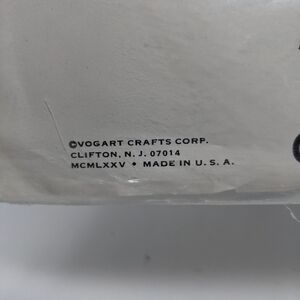 ©VOGART CRAFTS CORP.
CLIFTON, N. J. 07014
MCMLXXV • MADE IN U. S. A.